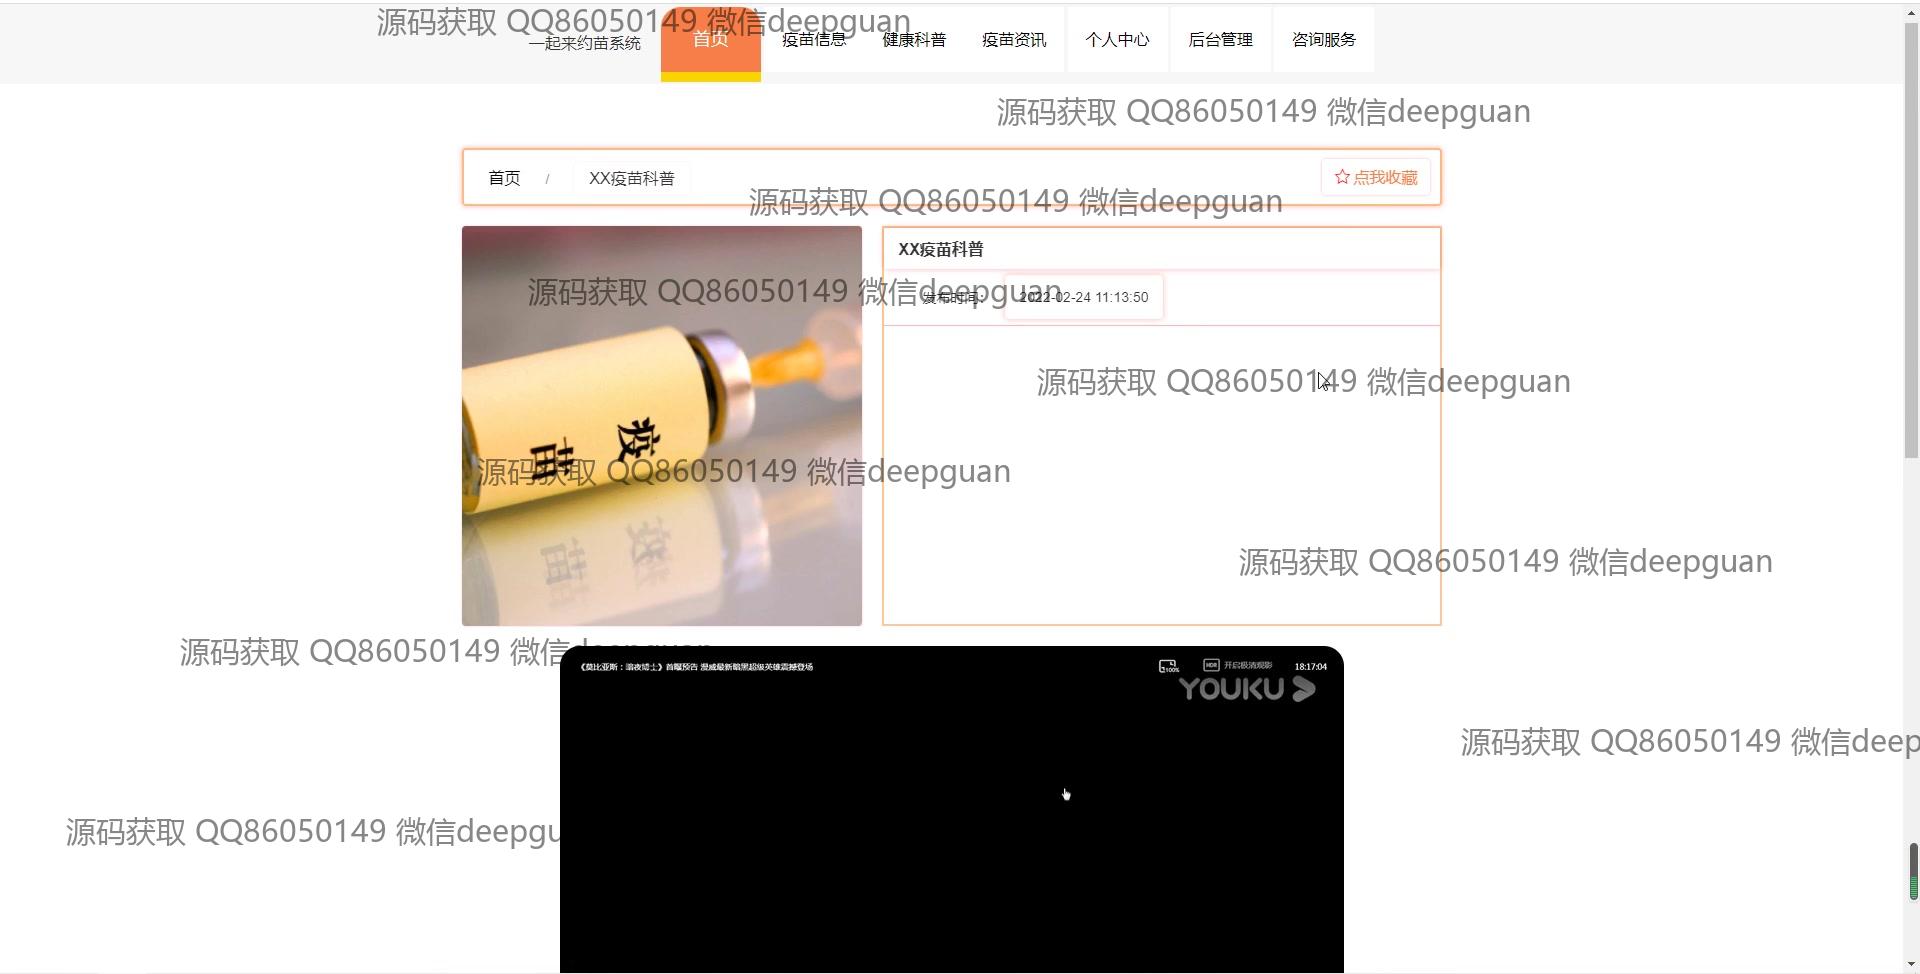 源码获取 QQ86050149 微信deepguan
一起来约苗系统 首页 疫苗信息 健康科普 疫苗资讯 个人中心 后台管理 咨询服务
源码获取 QQ86050149 微信deepguan
首页 / XX疫苗科普 点我收藏
源码获取 QQ86050149 微信deepguan
XX疫苗科普
源码获取 QQ86050149 微信deepguan
发布时间: 2022-02-24 11:13:50
源码获取 QQ86050149 微信deepguan
疫苗
源码获取 QQ86050149 微信deepguan
源码获取 QQ86050149 微信deepguan
源码获取 QQ86050149 微信
《莫比亚斯：暗夜博士》首曝预告 漫威最新暗黑超级英雄震撼登场 100% HDR 开启极清观影 18:17:04
YOUKU
源码获取 QQ86050149 微信deep
源码获取 QQ86050149 微信deepgu